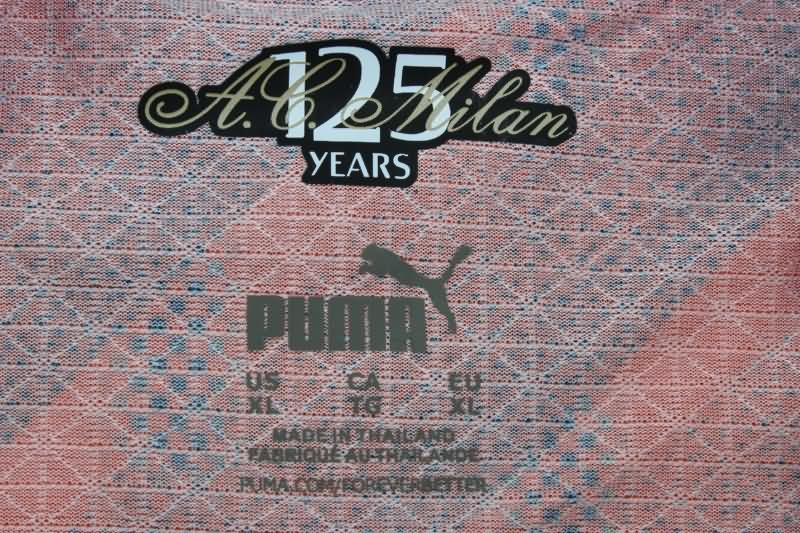 A.C. 125 Milan
YEARS
PUMA
US CA EU
XL TG XL
MADE IN THAILAND
FABRIQUÉ AU THAÏLANDE
PUMA.COM/FOREVERBETTER